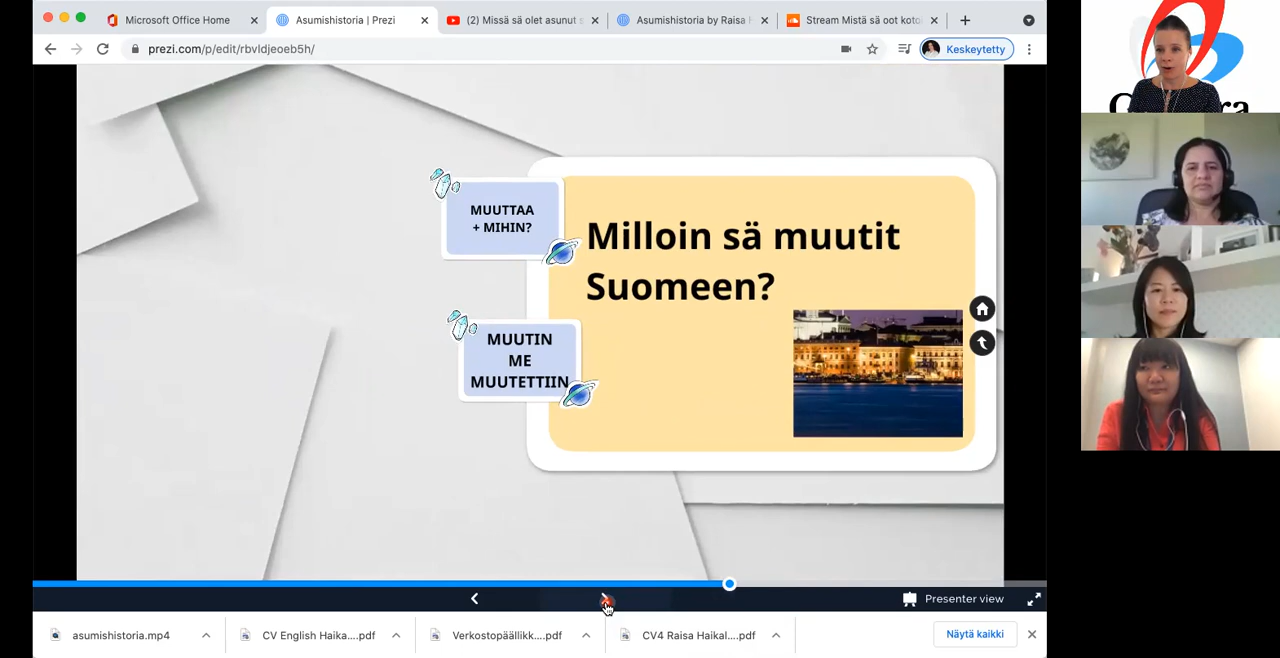 Microsoft Office Home
Asumishistoria | Prezi
(2) Missä sä olet asunut s
Asumishistoria by Raisa H
Stream Mistä sä oot koto
prezi.com/p/edit/rbvldjeoeb5h/
Keskeytetty
MUUTTAA
+ MIHIN?
Milloin sä muutit
Suomeen?
MUUTIN
ME
MUUTETTIIN
Presenter view
asumishistoria.mp4
CV English Haika....pdf
Verkostopäällikk....pdf
CV4 Raisa Haikal....pdf
Näytä kaikki